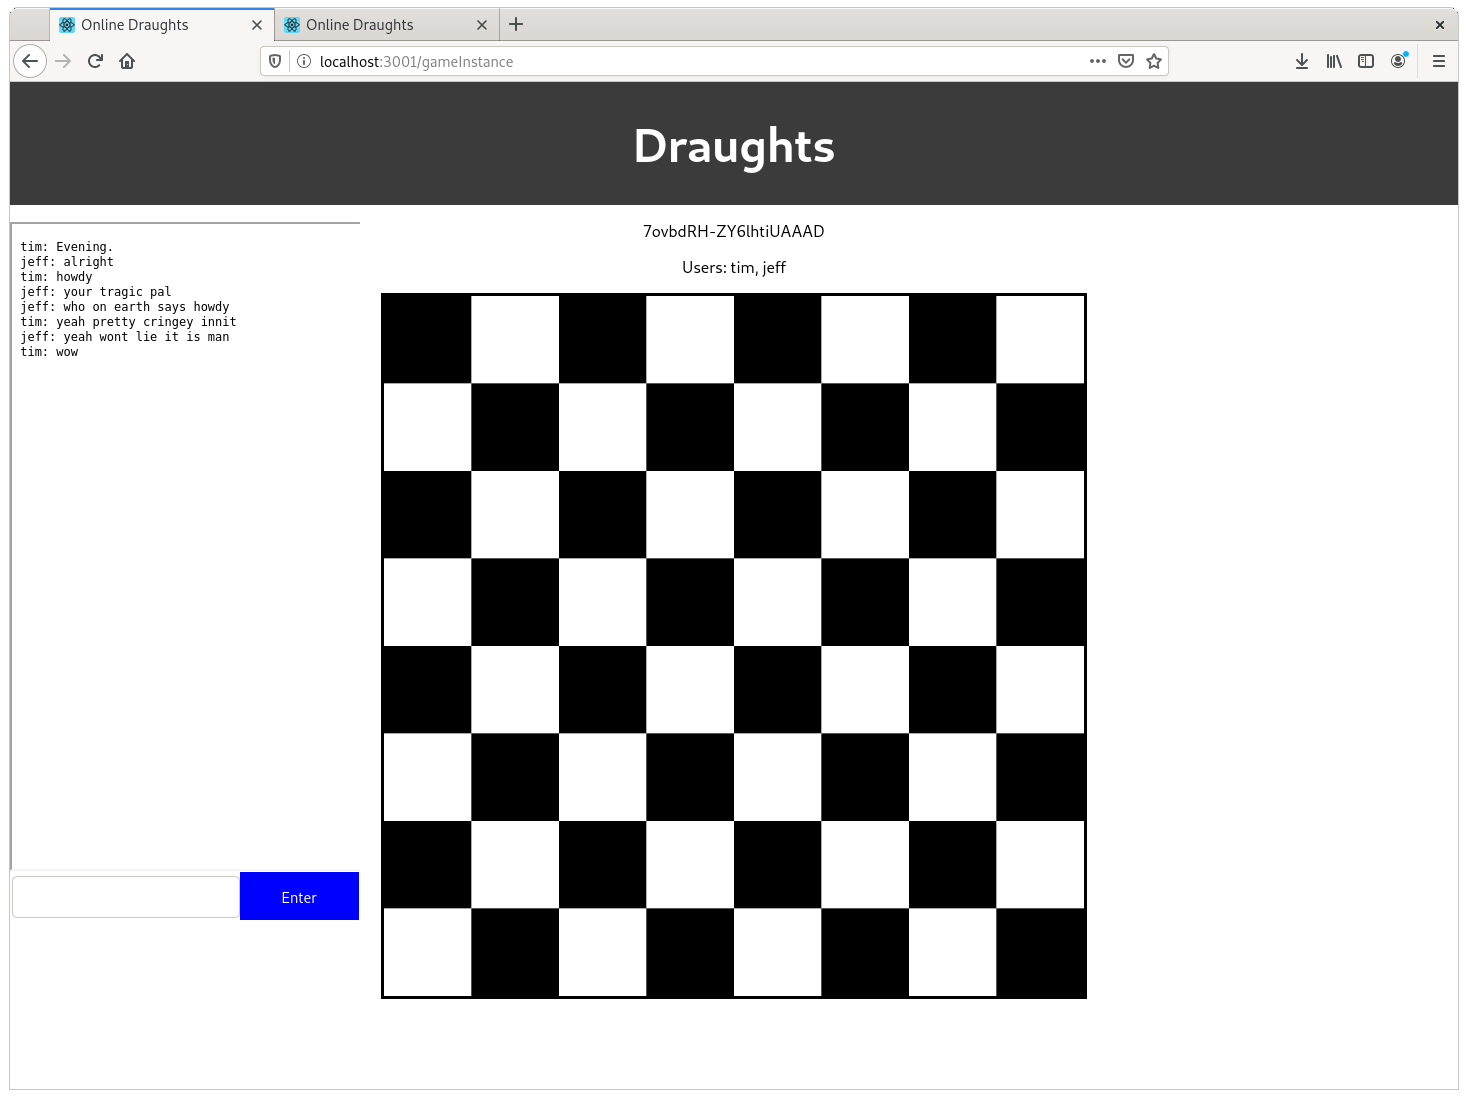 Online Draughts
Online Draughts
localhost:3001/gameInstance
Draughts
tim: Evening.
jeff: alright
tim: howdy
jeff: your tragic pal
jeff: who on earth says howdy
tim: yeah pretty cringey innit
jeff: yeah wont lie it is man
tim: wow
Enter
7ovbdRH-ZY6lhtiUAAAD
Users: tim, jeff